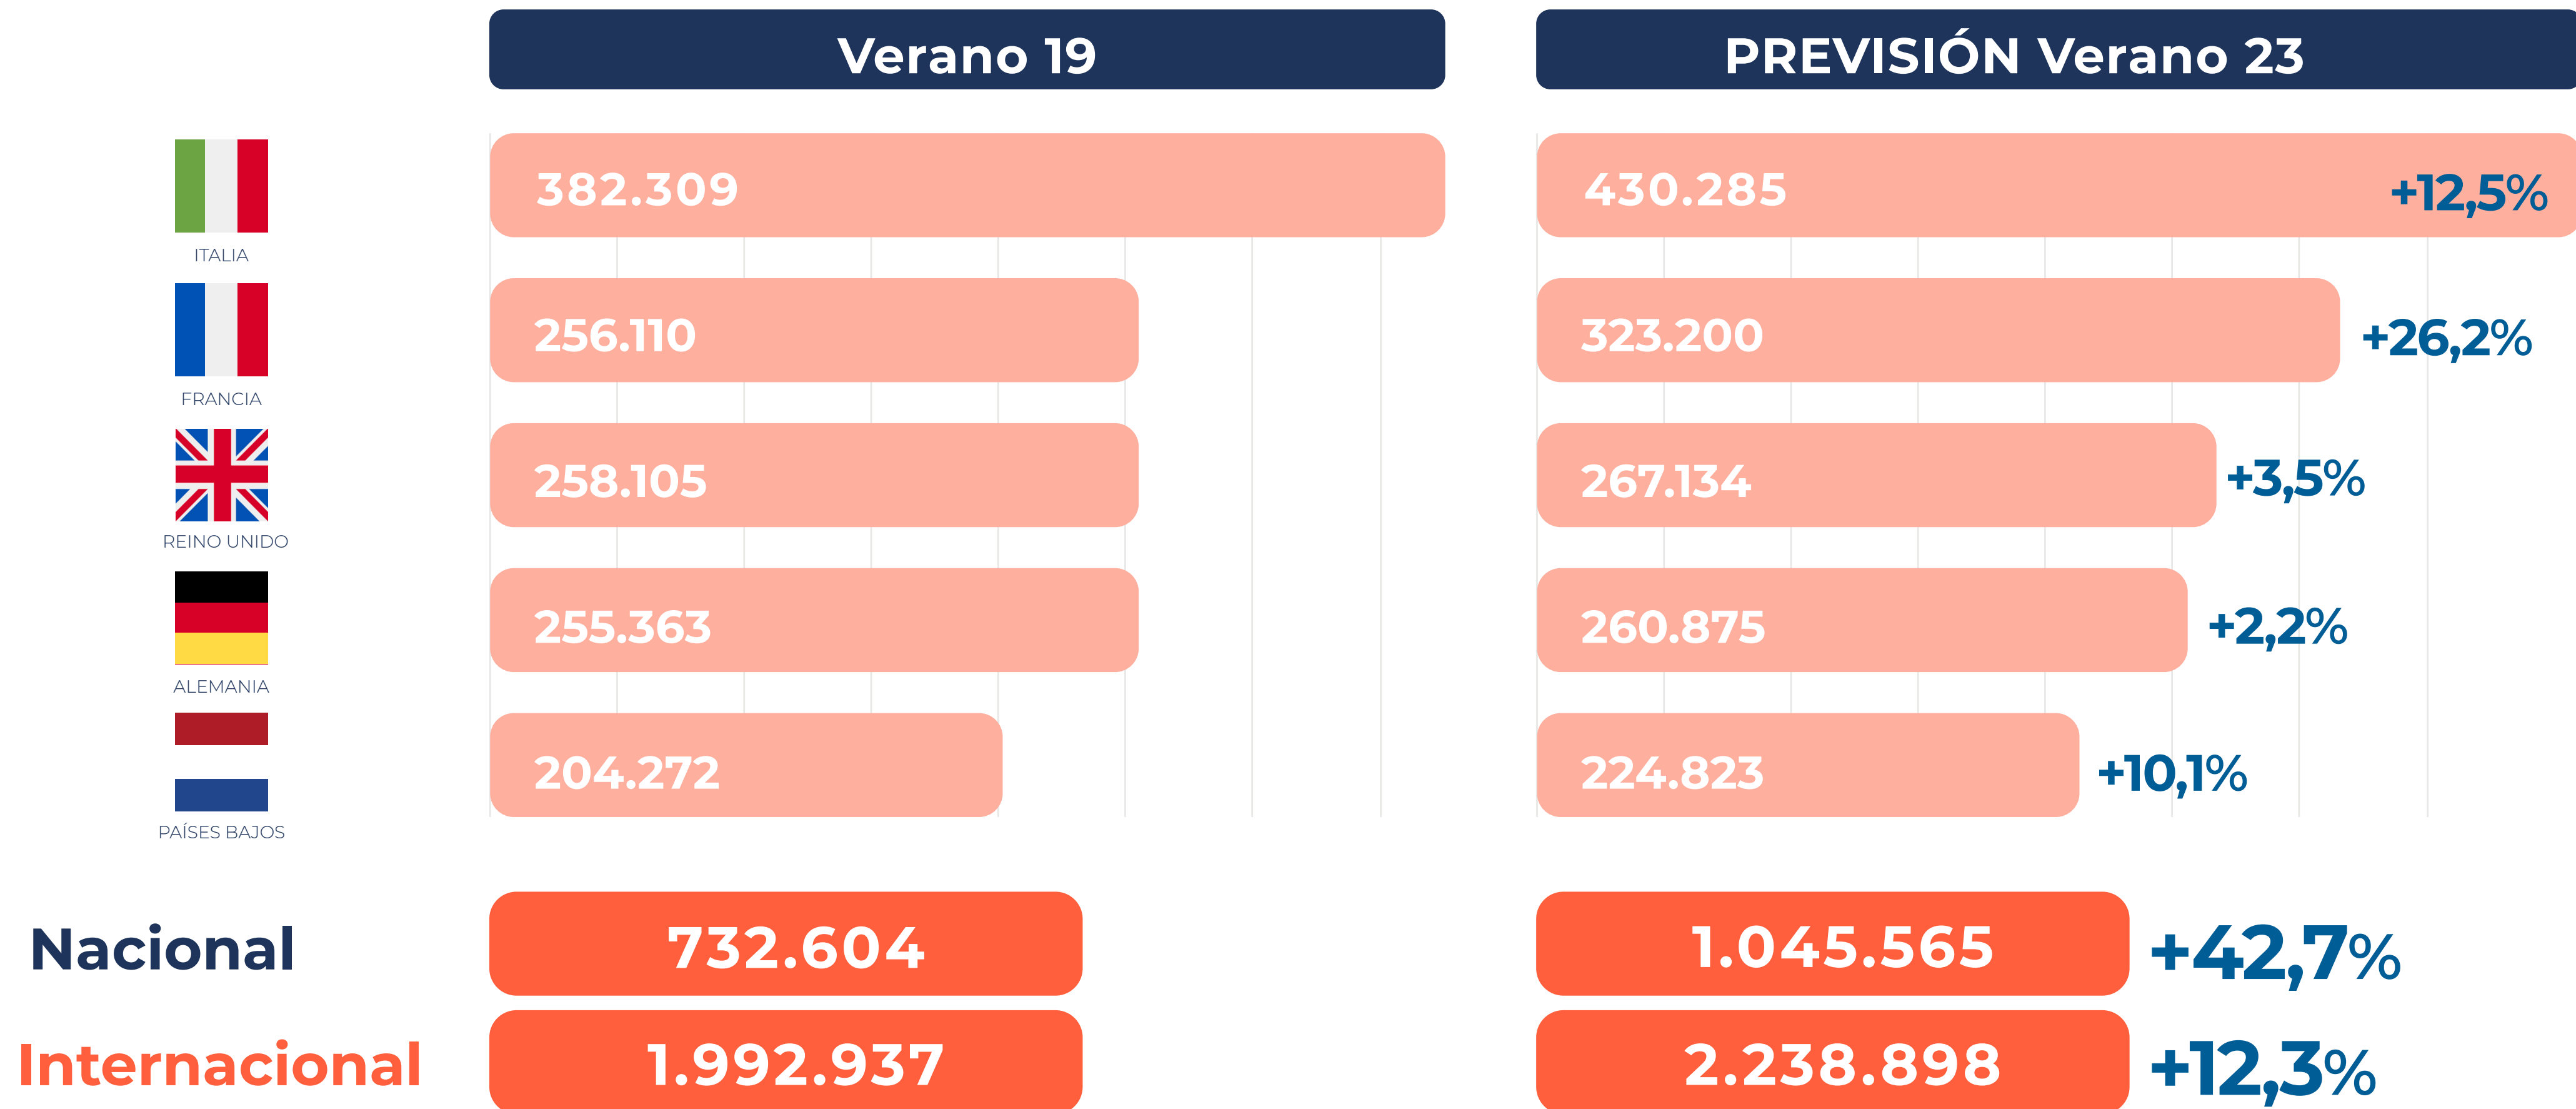 Verano 19
PREVISIÓN Verano 23
ITALIA
382.309
430.285
+12,5%
FRANCIA
256.110
323.200
+26,2%
REINO UNIDO
258.105
267.134
+3,5%
ALEMANIA
255.363
260.875
+2,2%
PAÍSES BAJOS
204.272
224.823
+10,1%
Nacional
732.604
1.045.565
+42,7%
Internacional
1.992.937
2.238.898
+12,3%